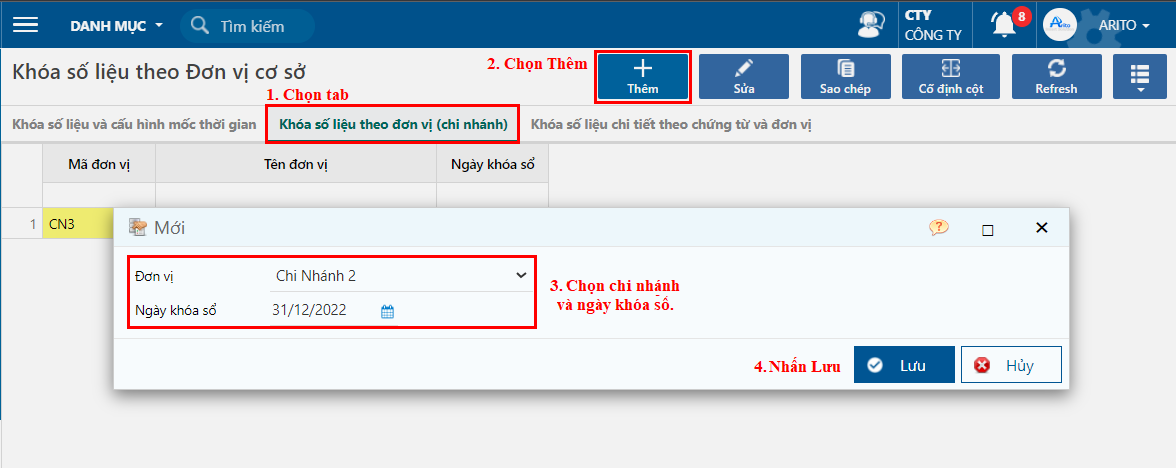 DANH MỤC
Tìm kiếm
CTY
CÔNG TY
8
Arito
ARITO
Khóa số liệu theo Đơn vị cơ sở
2. Chọn Thêm
Thêm
Sửa
Sao chép
Cố định cột
Refresh
1. Chọn tab
Khóa số liệu và cấu hình mốc thời gian
Khóa số liệu theo đơn vị (chi nhánh)
Khóa số liệu chi tiết theo chứng từ và đơn vị
Mã đơn vị
Tên đơn vị
Ngày khóa sổ
1
CN3
Mới
Đơn vị
Chi Nhánh 2
Ngày khóa sổ
31/12/2022
3. Chọn chi nhánh
và ngày khóa sổ.
4. Nhấn Lưu
Lưu
Hủy